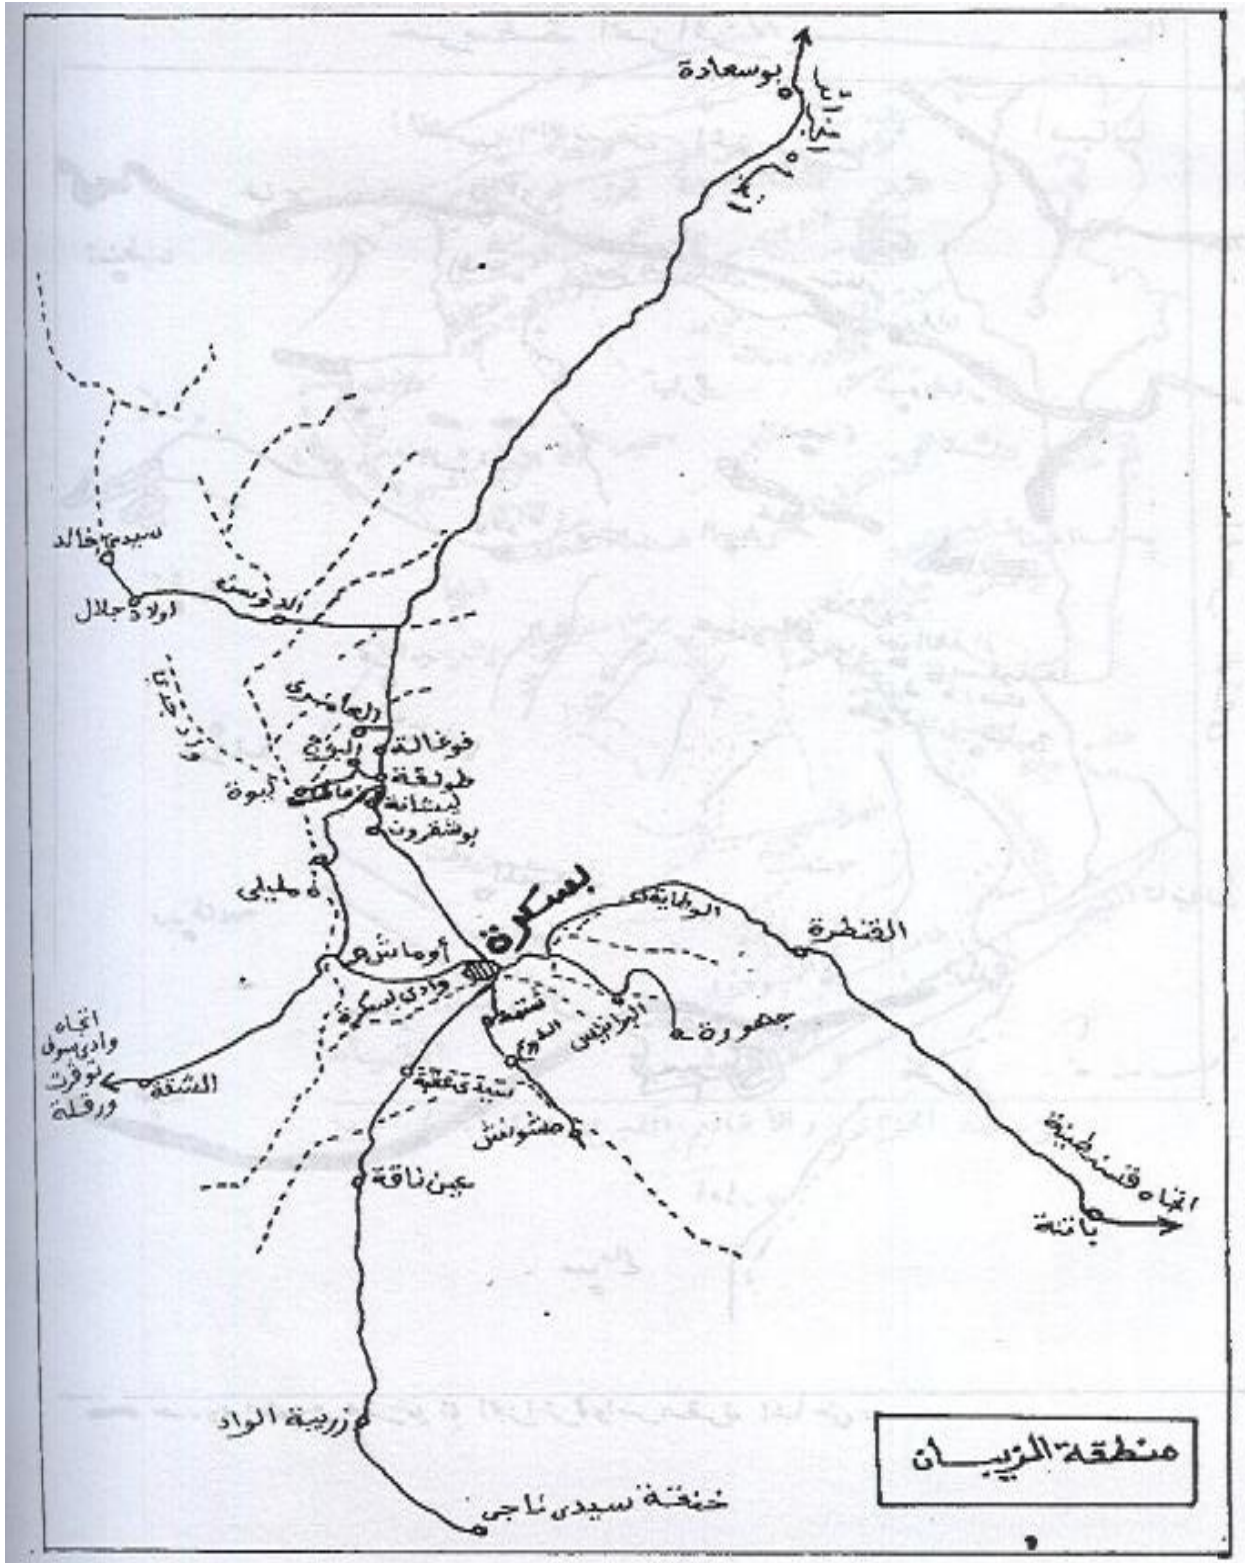 بوسعادة
سيدي خالد
اولاد جلال
الدوسن
العامري
فوغالة
البرج
طولقة
ليشانة
بوشقرون
مليلي
بسكرة
الوطاية
القنطرة
أوماش
وادي بسكرة
شتمة
البرانيس
جمورة
اتجاه
وادي سوف
توقرت
ورقلة
الشقة
سيدي عقبة
مشونش
عين ناقة
اتجاه قسنطينة
باتنة
زريبة الواد
خنقة سيدي ناجي
منطقة الزيبان